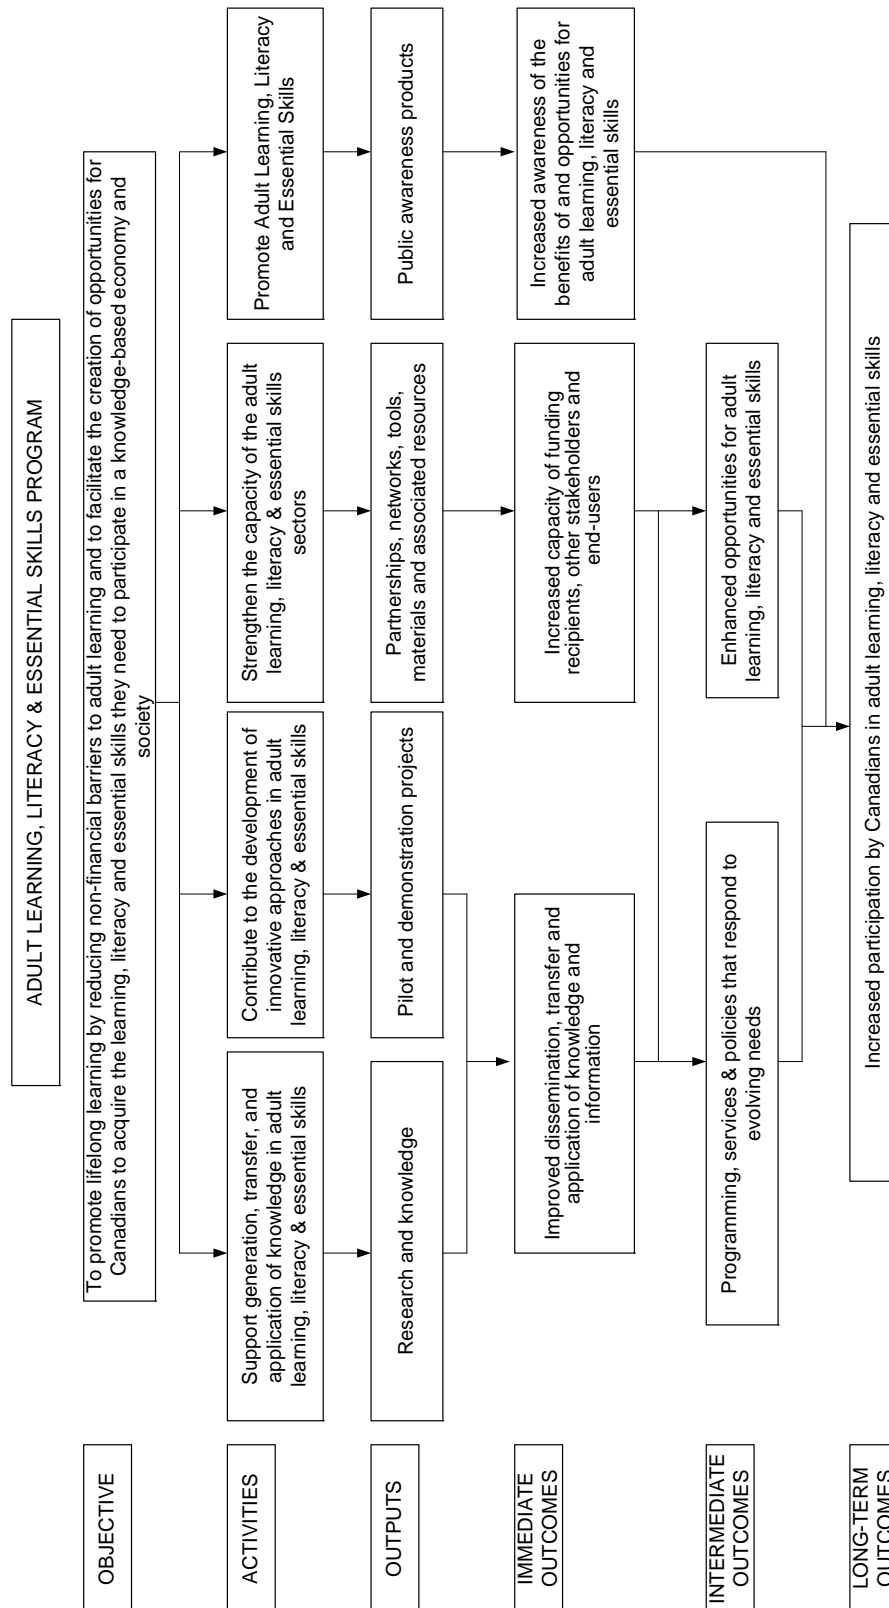 ADULT LEARNING, LITERACY & ESSENTIAL SKILLS PROGRAM
OBJECTIVE
To promote lifelong learning by reducing non-financial barriers to adult learning and to facilitate the creation of opportunities for
Canadians to acquire the learning, literacy and essential skills they need to participate in a knowledge-based economy and
society
ACTIVITIES
Support generation, transfer, and
application of knowledge in adult
learning, literacy & essential skills
Contribute to the development of
innovative approaches in adult
learning, literacy & essential skills
Strengthen the capacity of the adult
learning, literacy & essential skills
sectors
Promote Adult Learning, Literacy
and Essential Skills
OUTPUTS
Research and knowledge
Pilot and demonstration projects
Partnerships, networks, tools,
materials and associated resources
Public awareness products
IMMEDIATE
OUTCOMES
Improved dissemination, transfer and
application of knowledge and
information
Increased capacity of funding
recipients, other stakeholders and
end-users
Increased awareness of the
benefits of and opportunities for
adult learning, literacy and
essential skills
INTERMEDIATE
OUTCOMES
Programming, services & policies that respond to
evolving needs
Enhanced opportunities for adult
learning, literacy and essential skills
LONG-TERM
OUTCOMES
Increased participation by Canadians in adult learning, literacy and essential skills